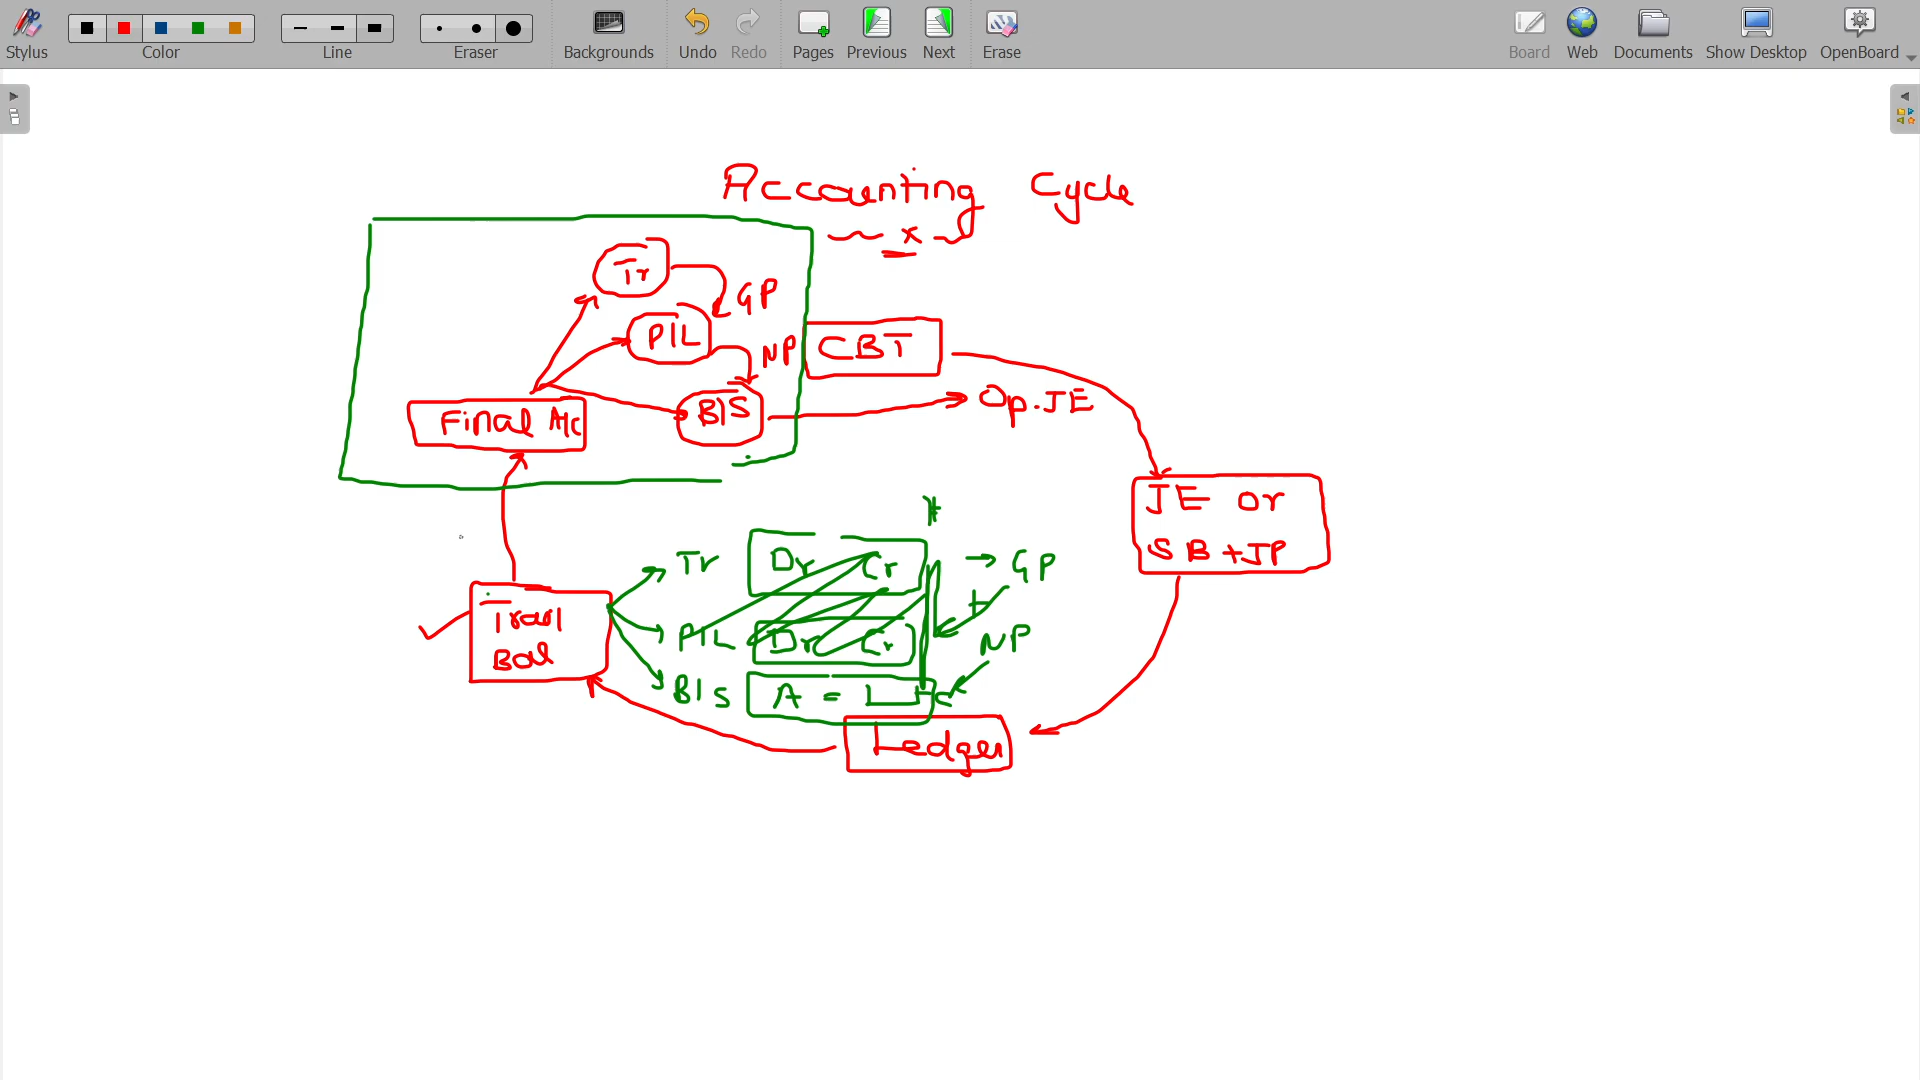 Stylus Color Line Eraser Backgrounds Undo Redo Pages Previous Next Erase Board Web Documents Show Desktop OpenBoard
Accounting Cycle
x
Tr
GP
P/L
NP
CBT
B/S
Op.JE
Final A/c
JE or
SB + JP
Tr Dr Cr → GP
Trail
Bal
P/L Dr Cr NP
B/S A = L + C
Ledger